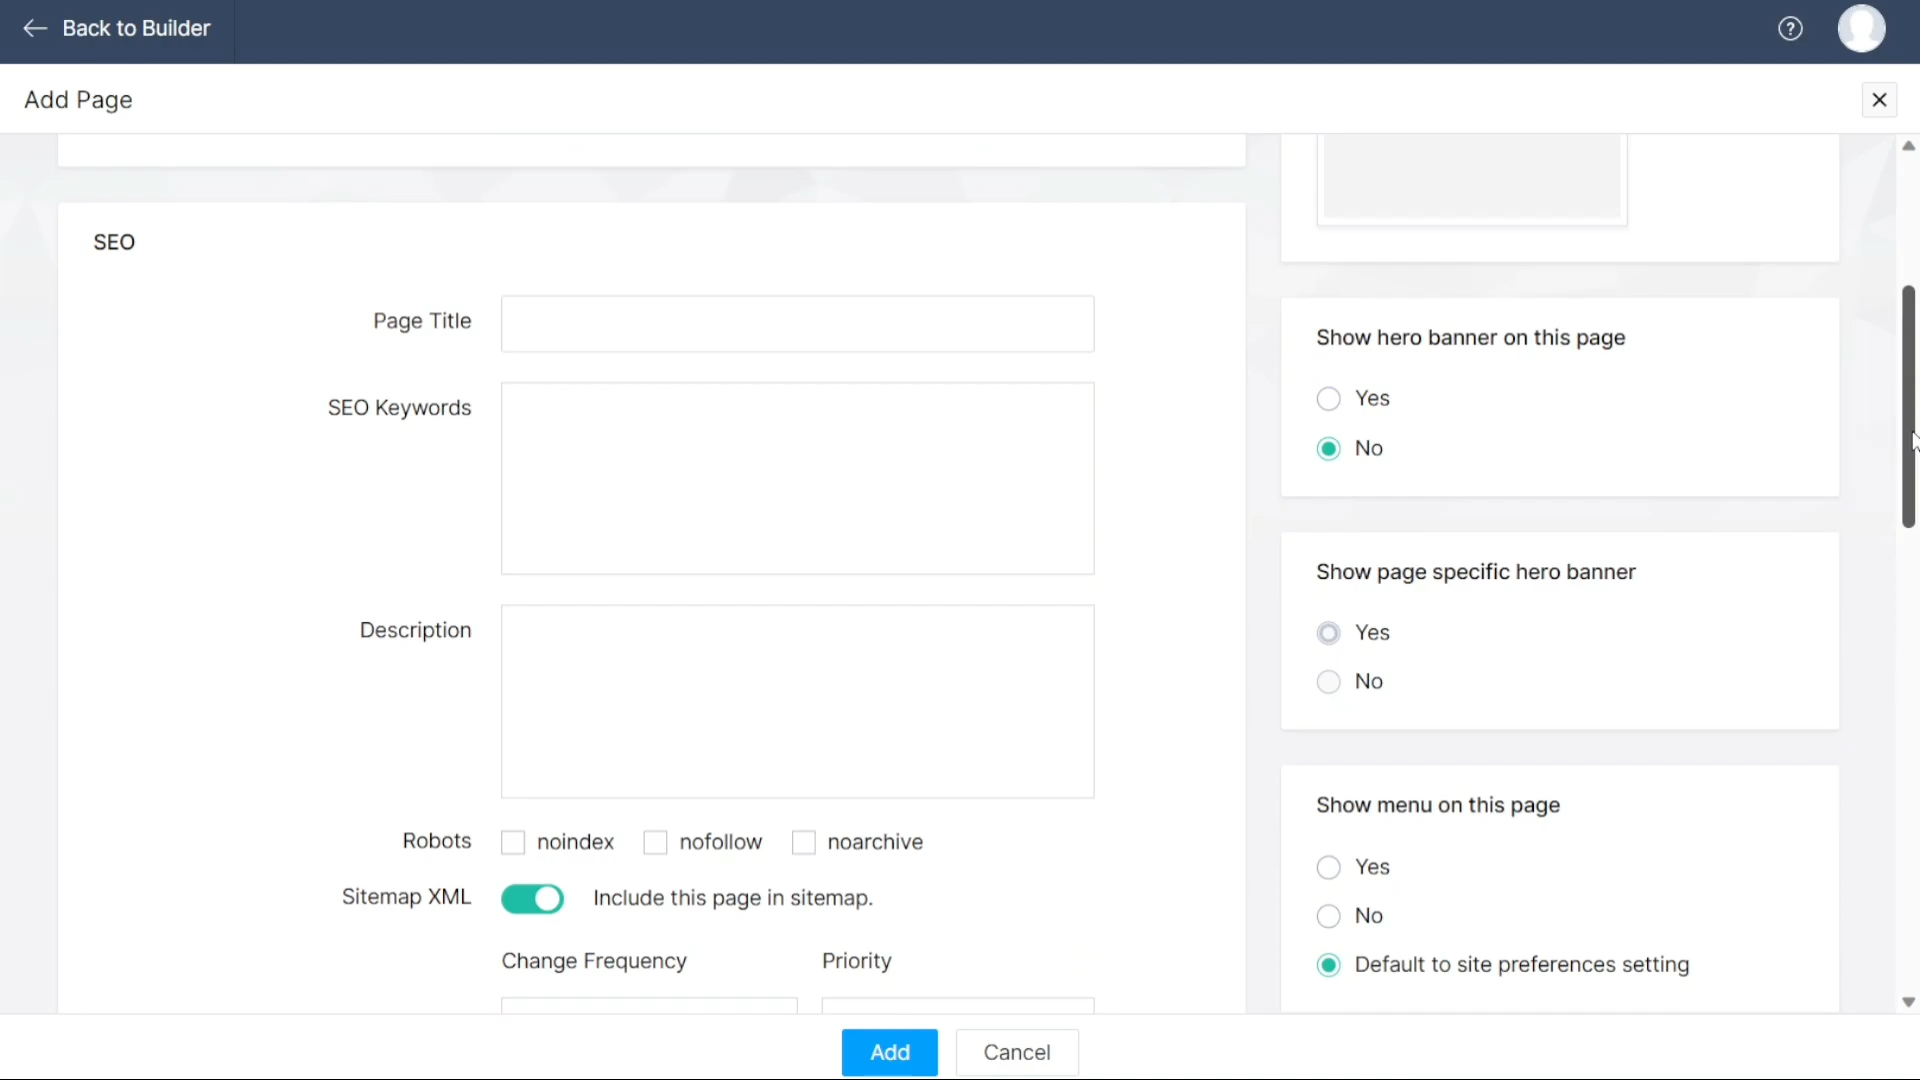 Back to Builder
?
Add Page
SEO
Page Title
SEO Keywords
Description
Robots noindex nofollow noarchive
Sitemap XML Include this page in sitemap.
Change Frequency Priority
Show hero banner on this page
Yes
No
Show page specific hero banner
Yes
No
Show menu on this page
Yes
No
Default to site preferences setting
Add Cancel